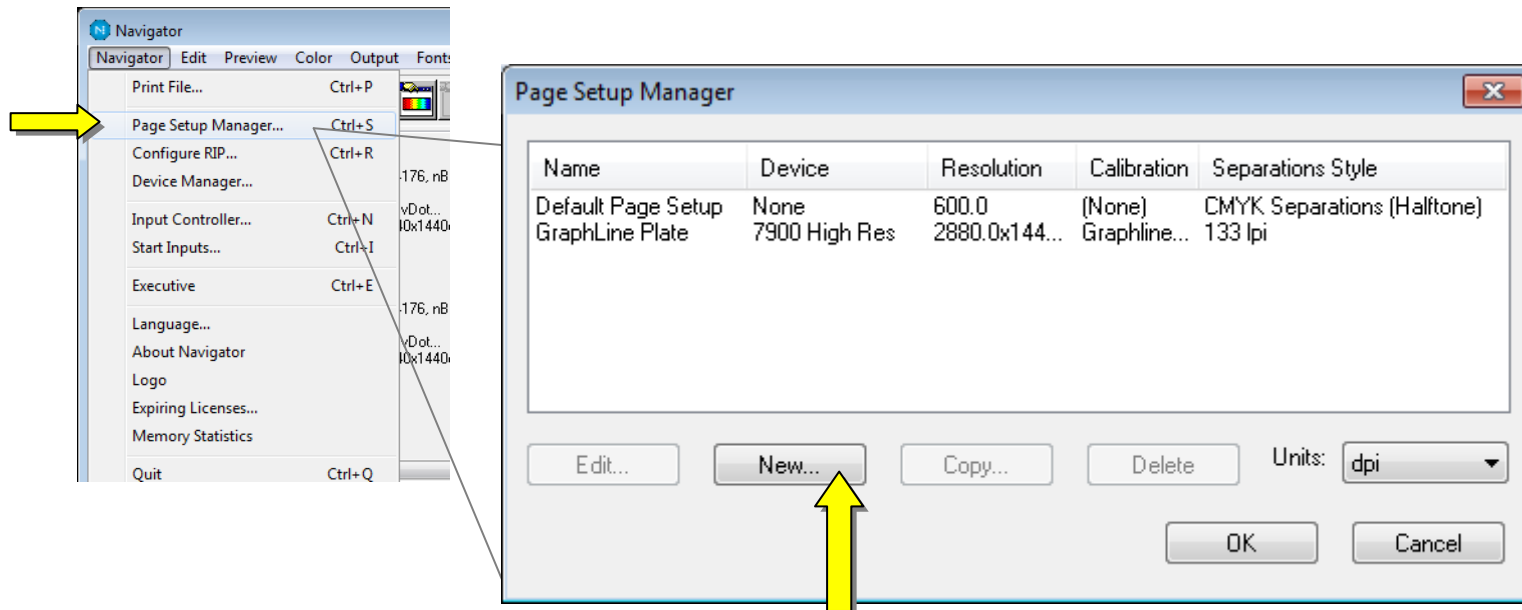 Navigator
Navigator Edit Preview Color Output Fonts
Print File... Ctrl+P
Page Setup Manager... Ctrl+S
Configure RIP... Ctrl+R
Device Manager...
Input Controller... Ctrl+N
Start Inputs... Ctrl+I
Executive Ctrl+E
Language...
About Navigator
Logo
Expiring Licenses...
Memory Statistics
Quit Ctrl+Q
176, nB
vDot...
40x1440
4176, nB
vDot...
40x1440
Page Setup Manager
Name Device Resolution Calibration Separations Style
Default Page Setup None 600.0 (None) CMYK Separations (Halftone)
GraphLine Plate 7900 High Res 2880.0x144... Graphline... 133 lpi
Edit... New... Copy... Delete Units: dpi
OK Cancel